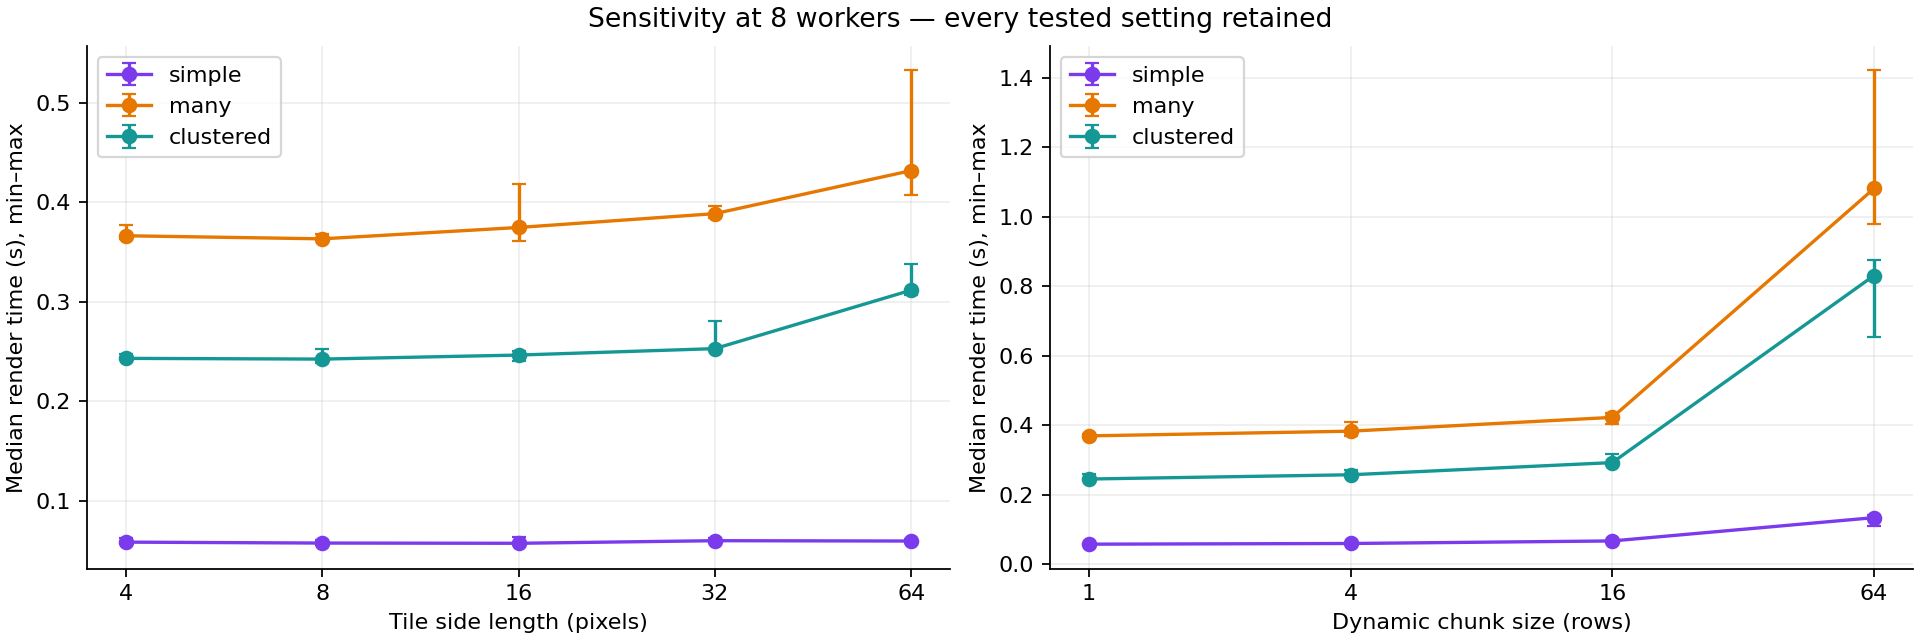 Sensitivity at 8 workers — every tested setting retained
simple
many
clustered
Median render time (s), min–max
0.5
0.4
0.3
0.2
0.1
4 8 16 32 64
Tile side length (pixels)
simple
many
clustered
Median render time (s), min–max
1.4
1.2
1.0
0.8
0.6
0.4
0.2
0.0
1 4 16 64
Dynamic chunk size (rows)